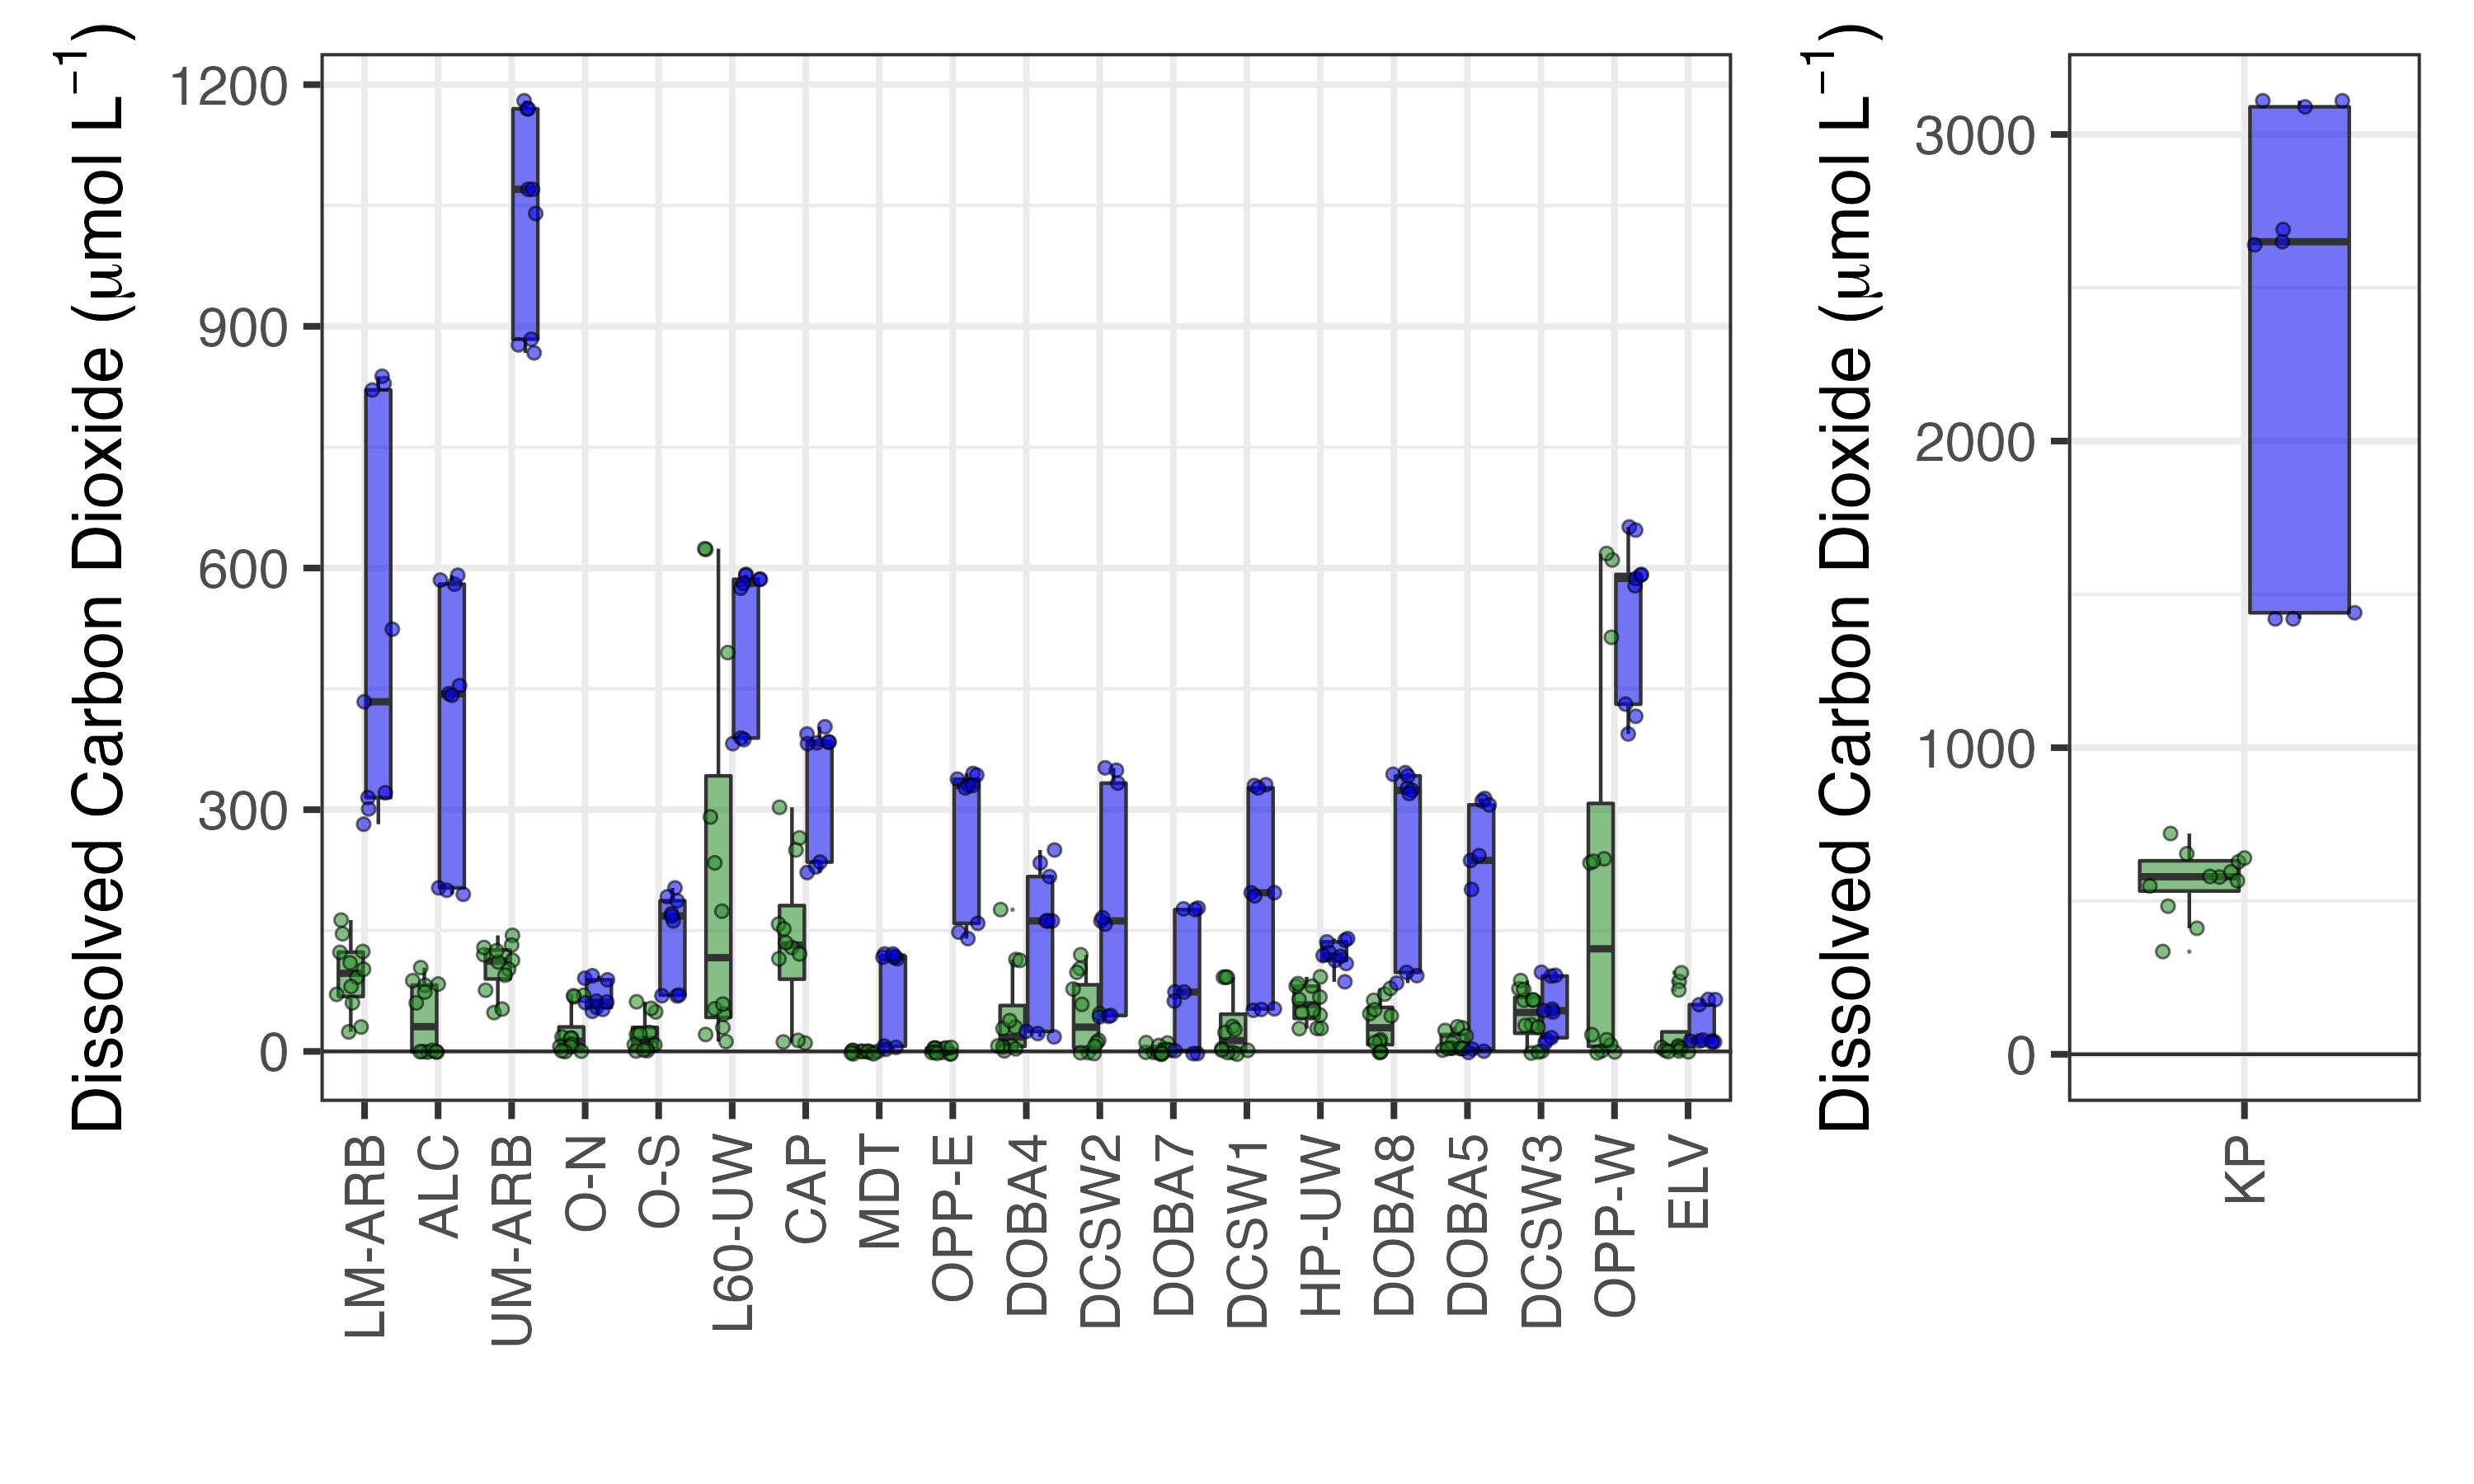 Dissolved Carbon Dioxide (μmol L⁻¹)
1200
900
600
300
0
LM-ARB
ALC
UM-ARB
O-N
O-S
L60-UW
CAP
MDT
OPP-E
DOBA4
DCSW2
DOBA7
DCSW1
HP-UW
DOBA8
DOBA5
DCSW3
OPP-W
ELV
Dissolved Carbon Dioxide (μmol L⁻¹)
3000
2000
1000
0
KP